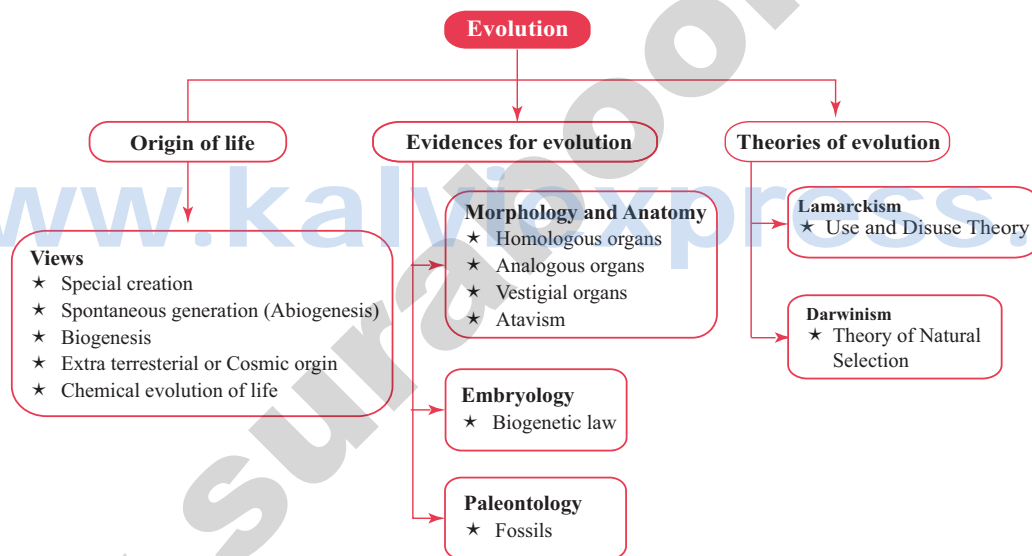 Evolution
Origin of life
Evidences for evolution
Theories of evolution
Views
★ Special creation
★ Spontaneous generation (Abiogenesis)
★ Biogenesis
★ Extra terresterial or Cosmic orgin
★ Chemical evolution of life
Morphology and Anatomy
★ Homologous organs
★ Analogous organs
★ Vestigial organs
★ Atavism
Embryology
★ Biogenetic law
Paleontology
★ Fossils
Lamarckism
★ Use and Disuse Theory
Darwinism
★ Theory of Natural
Selection
www.kalviexpress.
suraboo